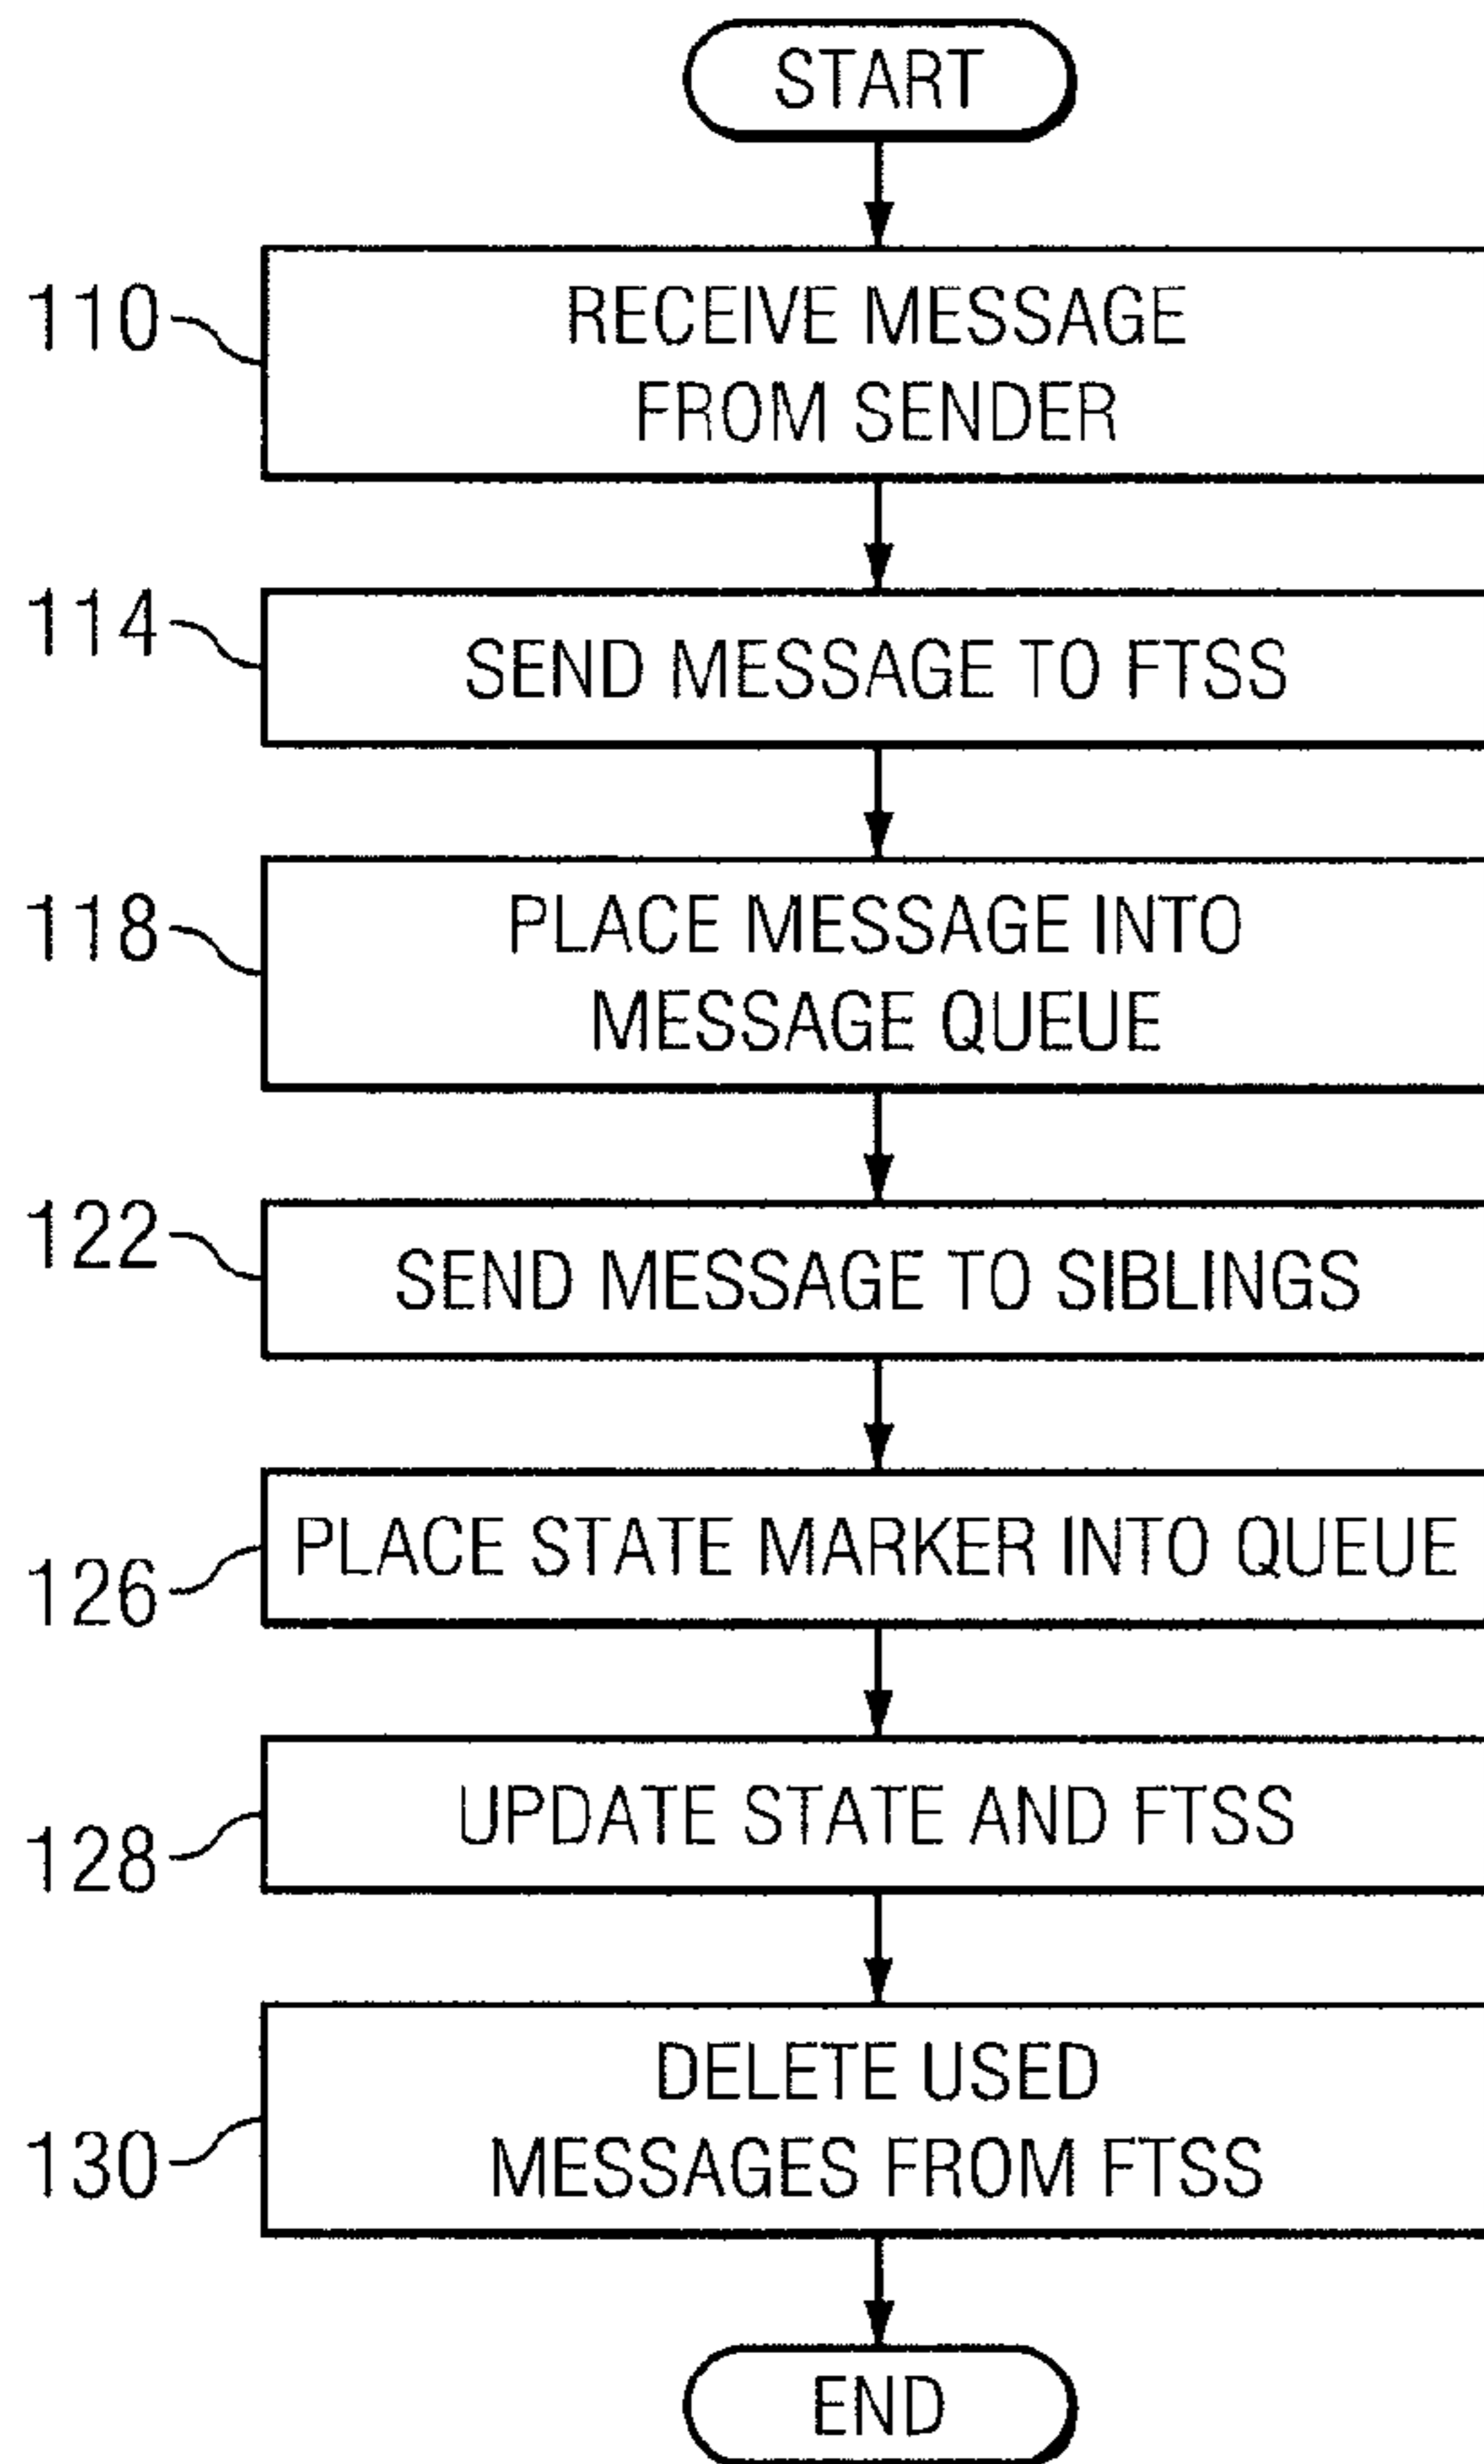 START
110
RECEIVE MESSAGE
FROM SENDER
114
SEND MESSAGE TO FTSS
118
PLACE MESSAGE INTO
MESSAGE QUEUE
122
SEND MESSAGE TO SIBLINGS
126
PLACE STATE MARKER INTO QUEUE
128
UPDATE STATE AND FTSS
130
DELETE USED
MESSAGES FROM FTSS
END